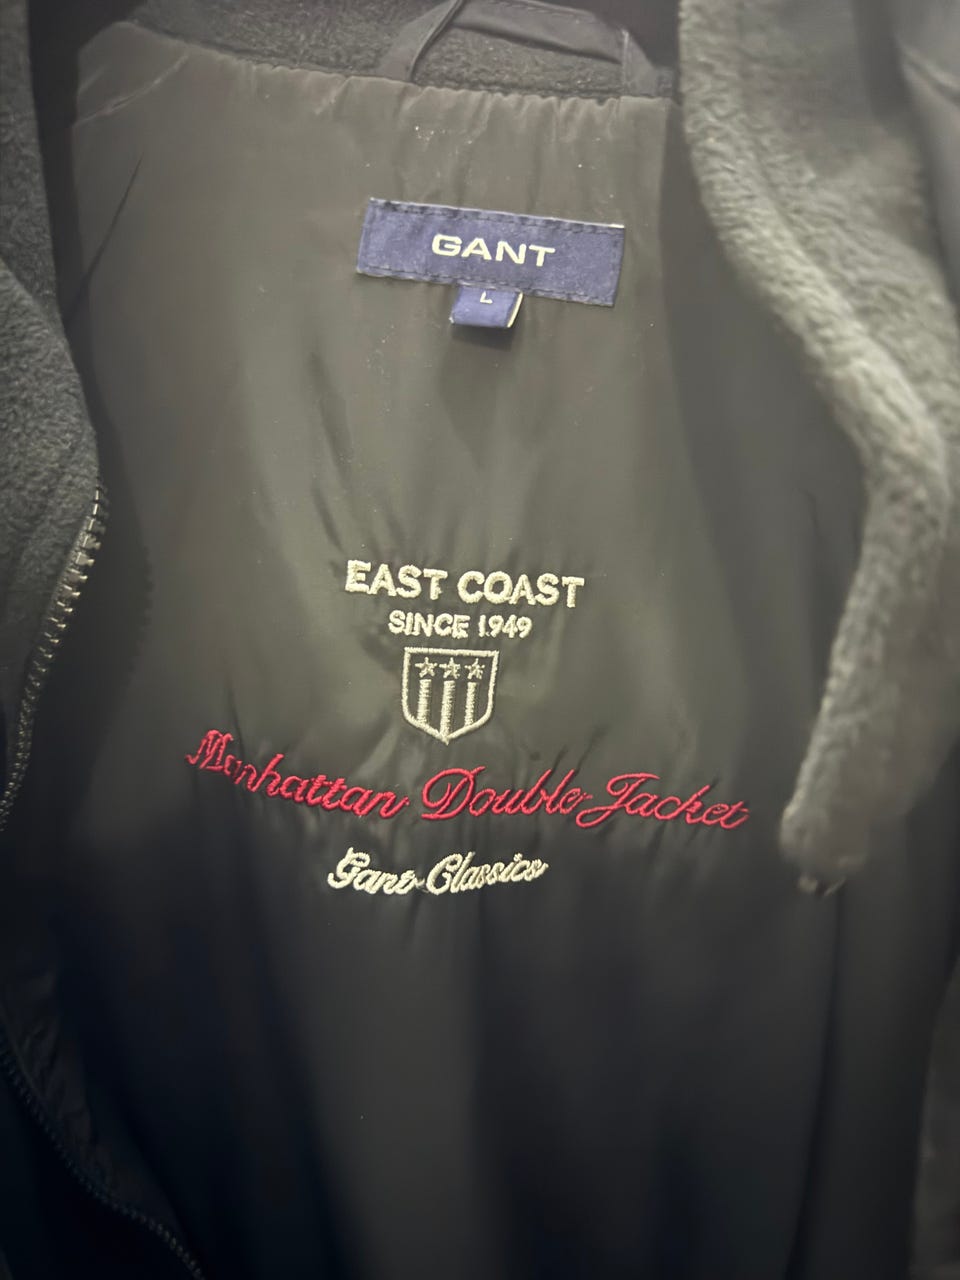 GANT
L
EAST COAST
SINCE 1949
Manhattan Double Jacket
Gant Classics